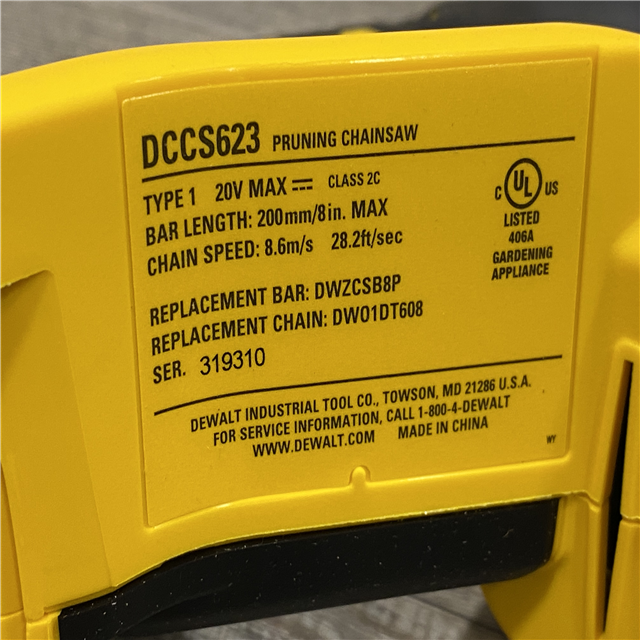 DCCS623 PRUNING CHAINSAW
TYPE 1 20V MAX ⎓ CLASS 2C
BAR LENGTH: 200mm/8in. MAX
CHAIN SPEED: 8.6m/s 28.2ft/sec
C UL US
LISTED
406A
GARDENING
APPLIANCE
REPLACEMENT BAR: DWZCSB8P
REPLACEMENT CHAIN: DWO1DT608
SER. 319310
DEWALT INDUSTRIAL TOOL CO., TOWSON, MD 21286 U.S.A.
FOR SERVICE INFORMATION, CALL 1-800-4-DEWALT
WWW.DEWALT.COM MADE IN CHINA
WY